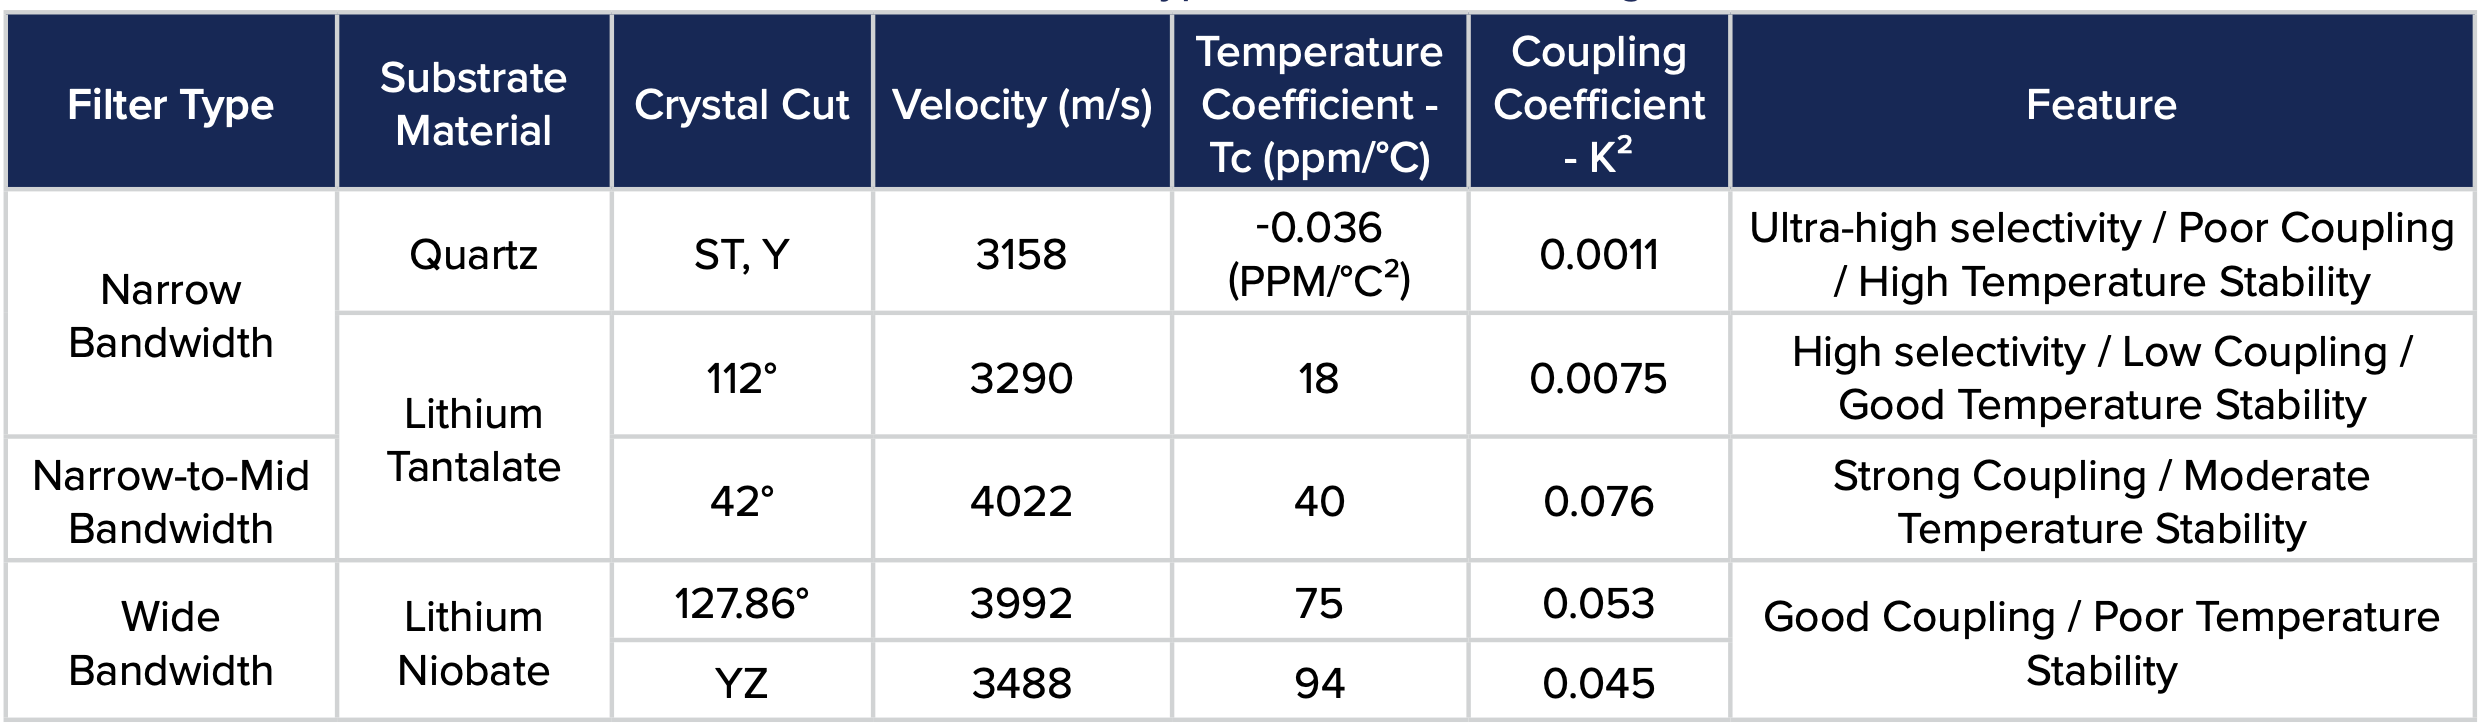 Filter Type
Substrate
Material
Crystal Cut
Velocity (m/s)
Temperature
Coefficient -
Tc (ppm/°C)
Coupling
Coefficient
- K²
Feature
Narrow
Bandwidth
Quartz
ST, Y
3158
-0.036
(PPM/°C²)
0.0011
Ultra-high selectivity / Poor Coupling
/ High Temperature Stability
Lithium
Tantalate
112°
3290
18
0.0075
High selectivity / Low Coupling /
Good Temperature Stability
Narrow-to-Mid
Bandwidth
42°
4022
40
0.076
Strong Coupling / Moderate
Temperature Stability
Wide
Bandwidth
Lithium
Niobate
127.86°
3992
75
0.053
Good Coupling / Poor Temperature
Stability
YZ
3488
94
0.045